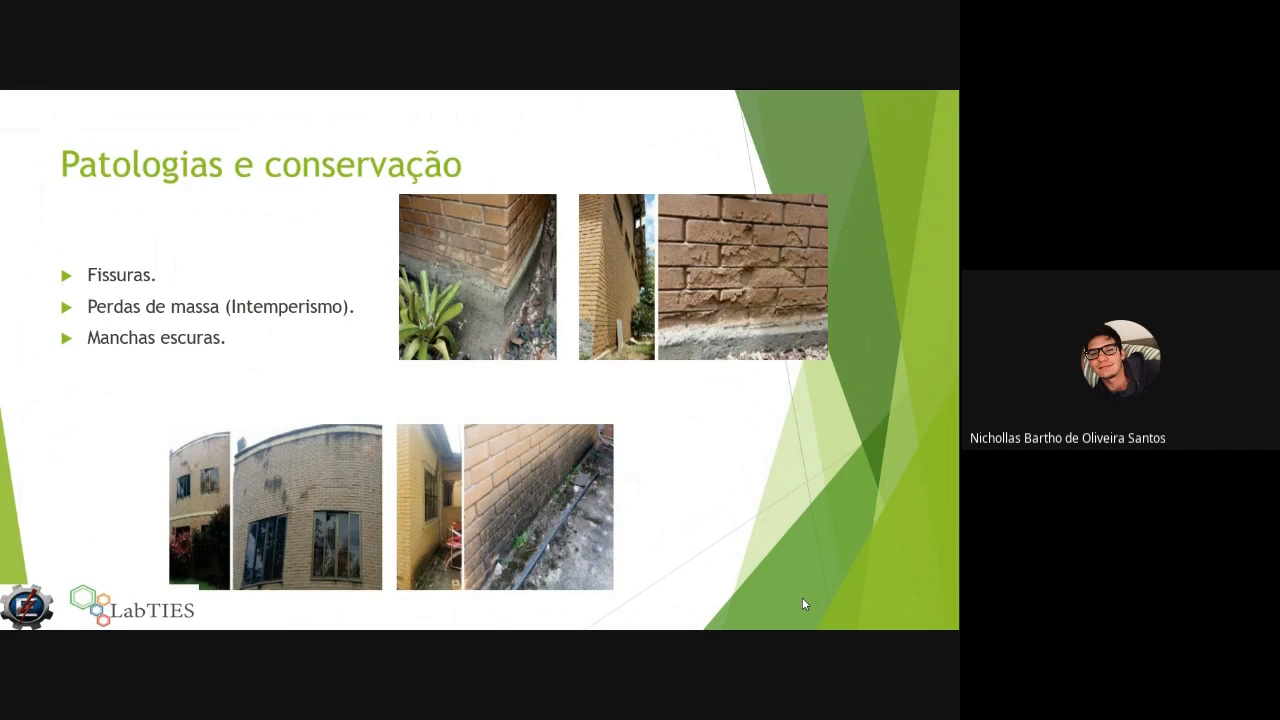 Patologias e conservação
Fissuras.
Perdas de massa (Intemperismo).
Manchas escuras.
LabTIES
Nichollas Bartho de Oliveira Santos